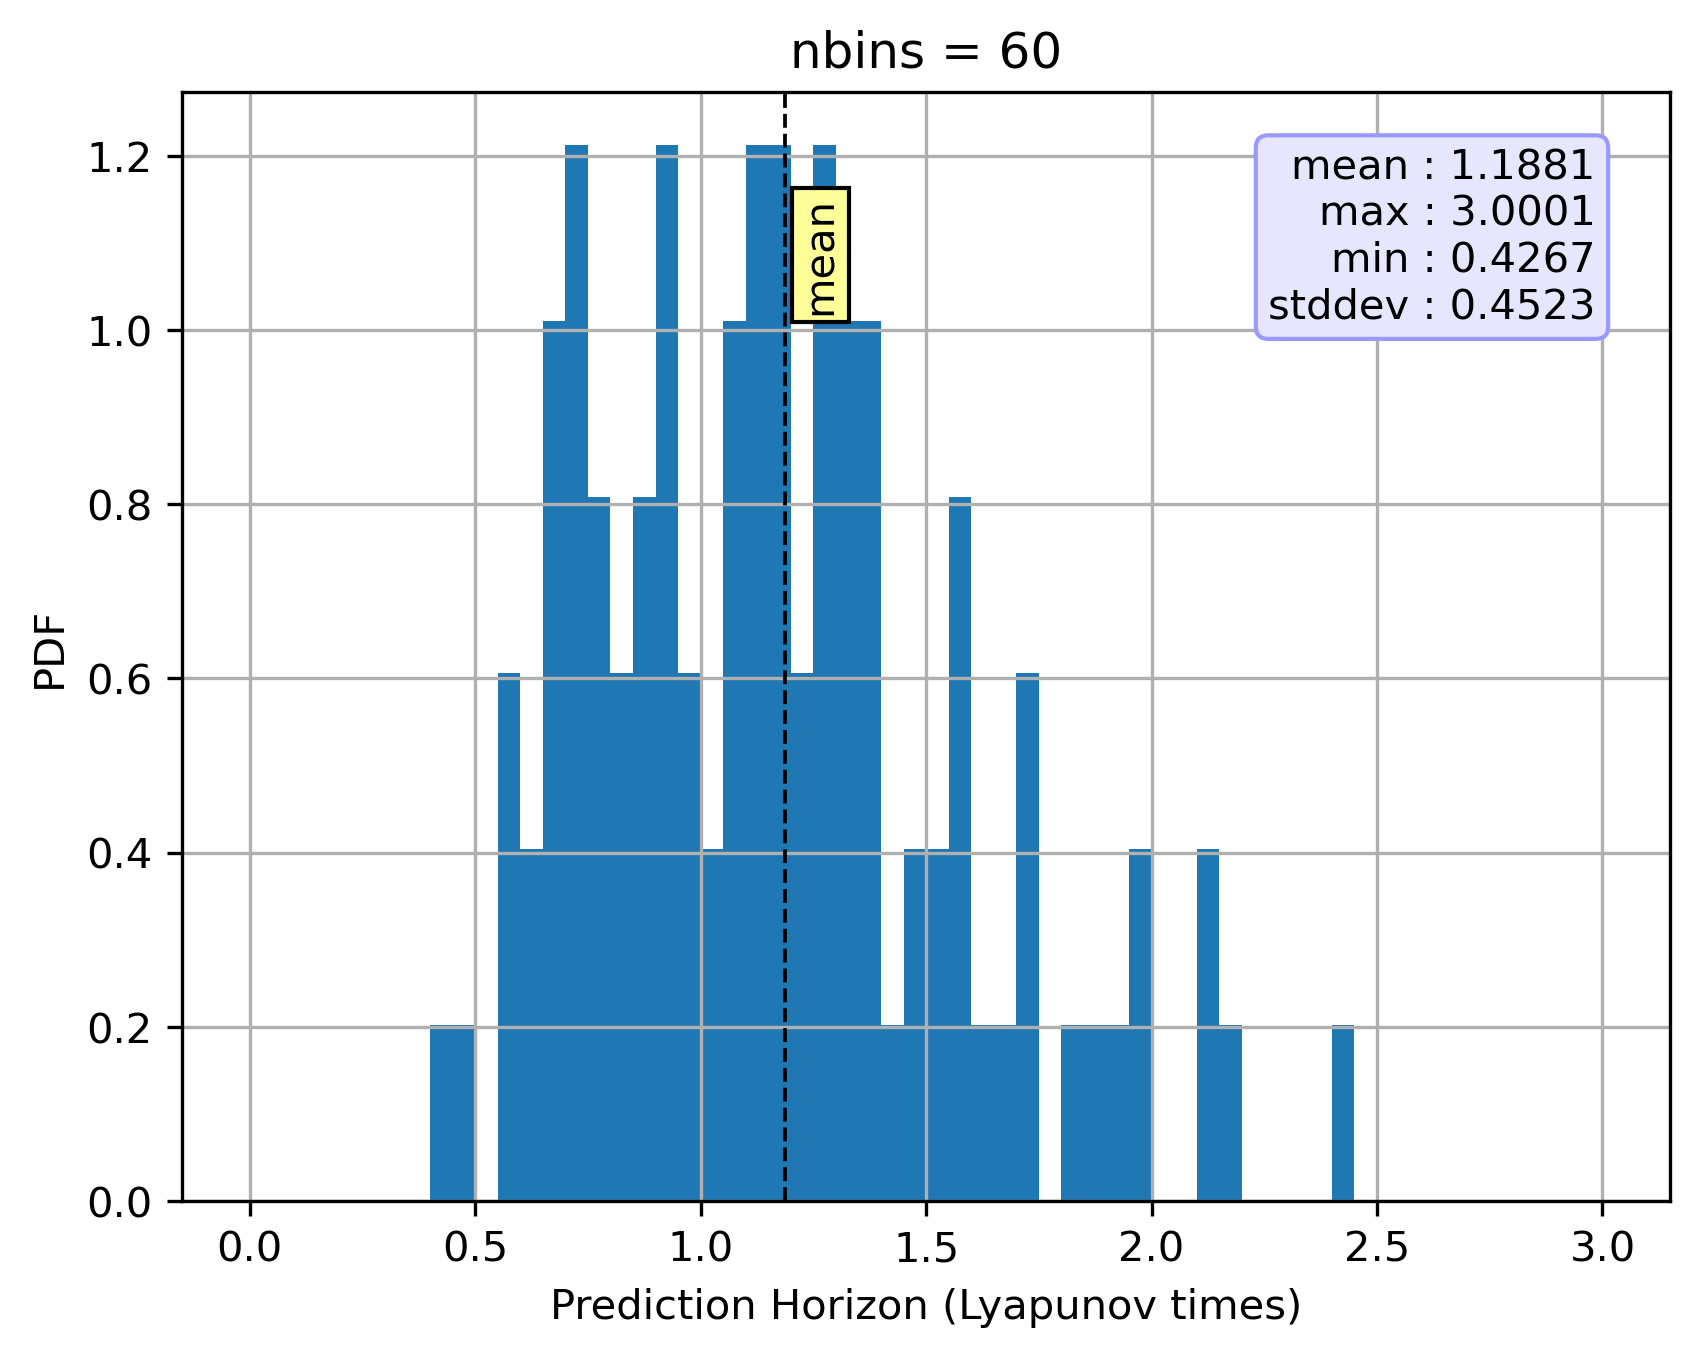 nbins = 60
mean : 1.1881
max : 3.0001
min : 0.4267
stddev : 0.4523
mean
PDF
1.2
1.0
0.8
0.6
0.4
0.2
0.0
0.0 0.5 1.0 1.5 2.0 2.5 3.0
Prediction Horizon (Lyapunov times)